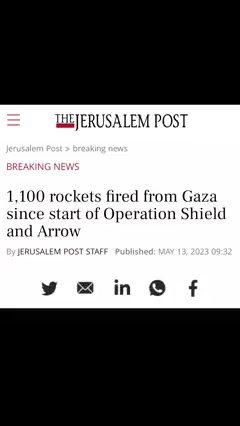 THE JERUSALEM POST
Jerusalem Post > breaking news
BREAKING NEWS
1,100 rockets fired from Gaza
since start of Operation Shield
and Arrow
By JERUSALEM POST STAFF Published: MAY 13, 2023 09:32